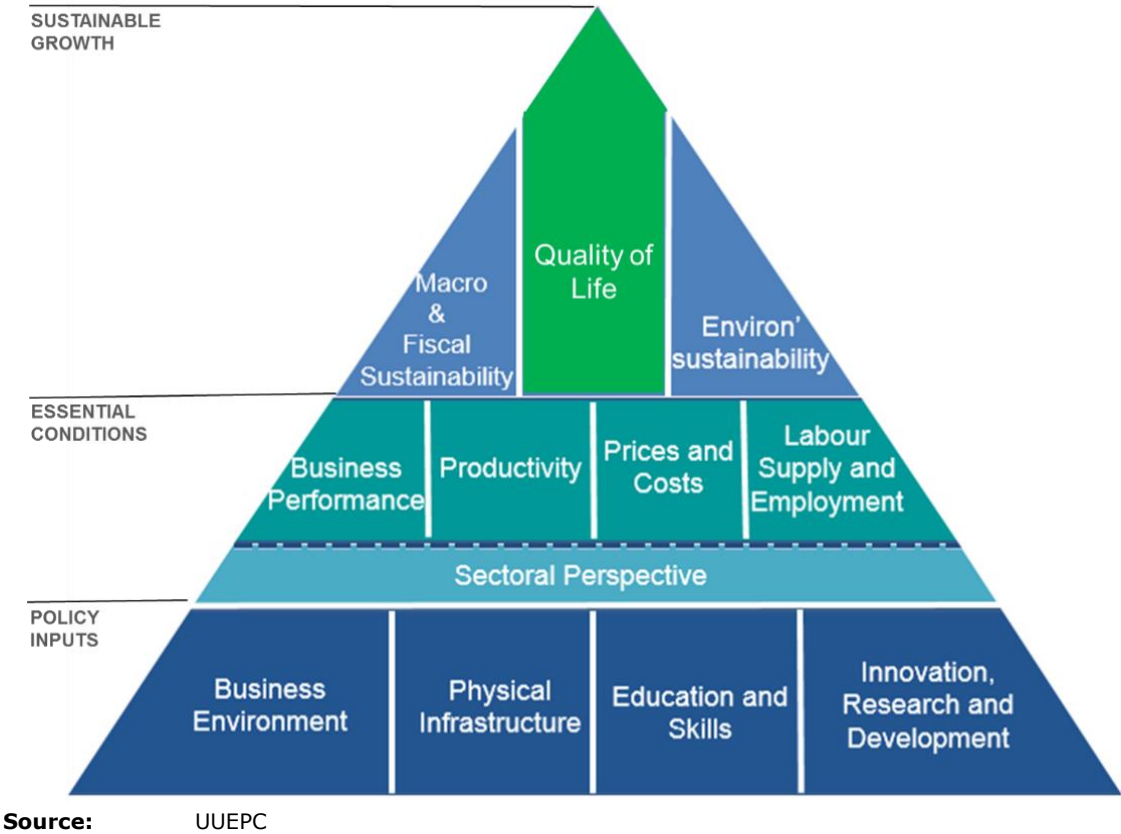 SUSTAINABLE
GROWTH
Quality of
Life
Macro
&
Fiscal
Sustainability
Environ’
sustainability
ESSENTIAL
CONDITIONS
Business
Performance
Productivity
Prices and
Costs
Labour
Supply and
Employment
Sectoral Perspective
POLICY
INPUTS
Business
Environment
Physical
Infrastructure
Education and
Skills
Innovation,
Research and
Development
Source: UUEPC